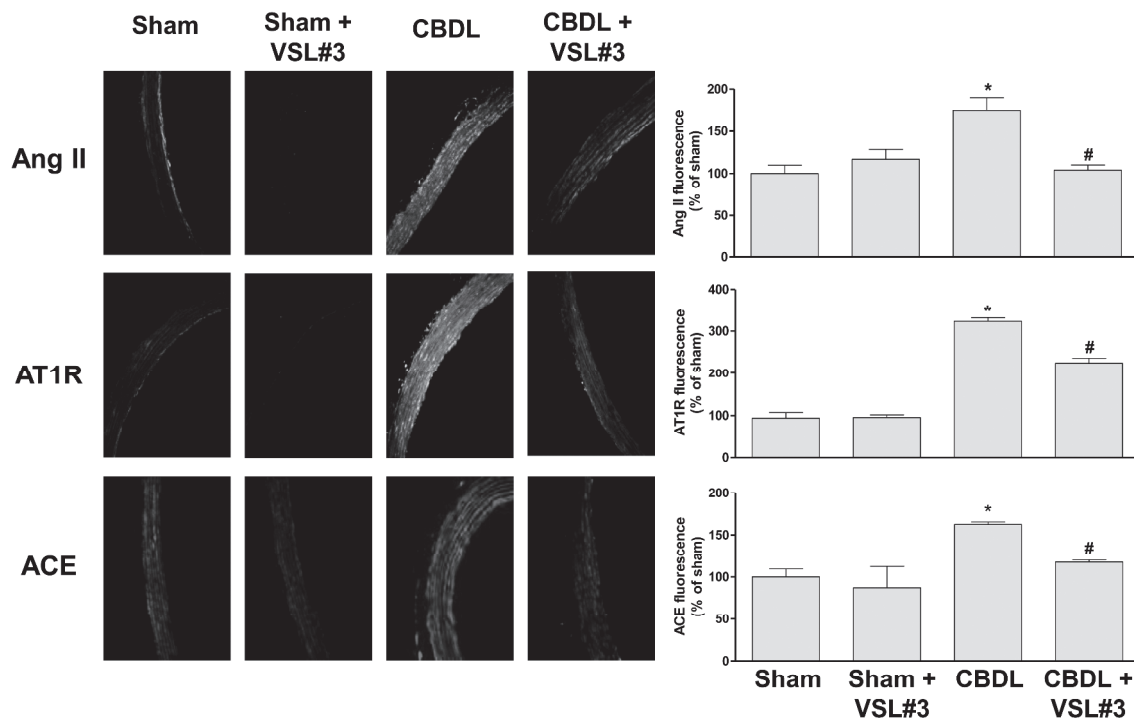 Sham
Sham +
VSL#3
CBDL
CBDL +
VSL#3
Ang II
AT1R
ACE
Ang II fluorescence
(% of sham)
200
150
100
50
0
*
#
AT1R fluorescence
(% of sham)
400
300
200
100
0
*
#
ACE fluorescence
(% of sham)
200
150
100
50
0
*
#
Sham
Sham +
VSL#3
CBDL
CBDL +
VSL#3